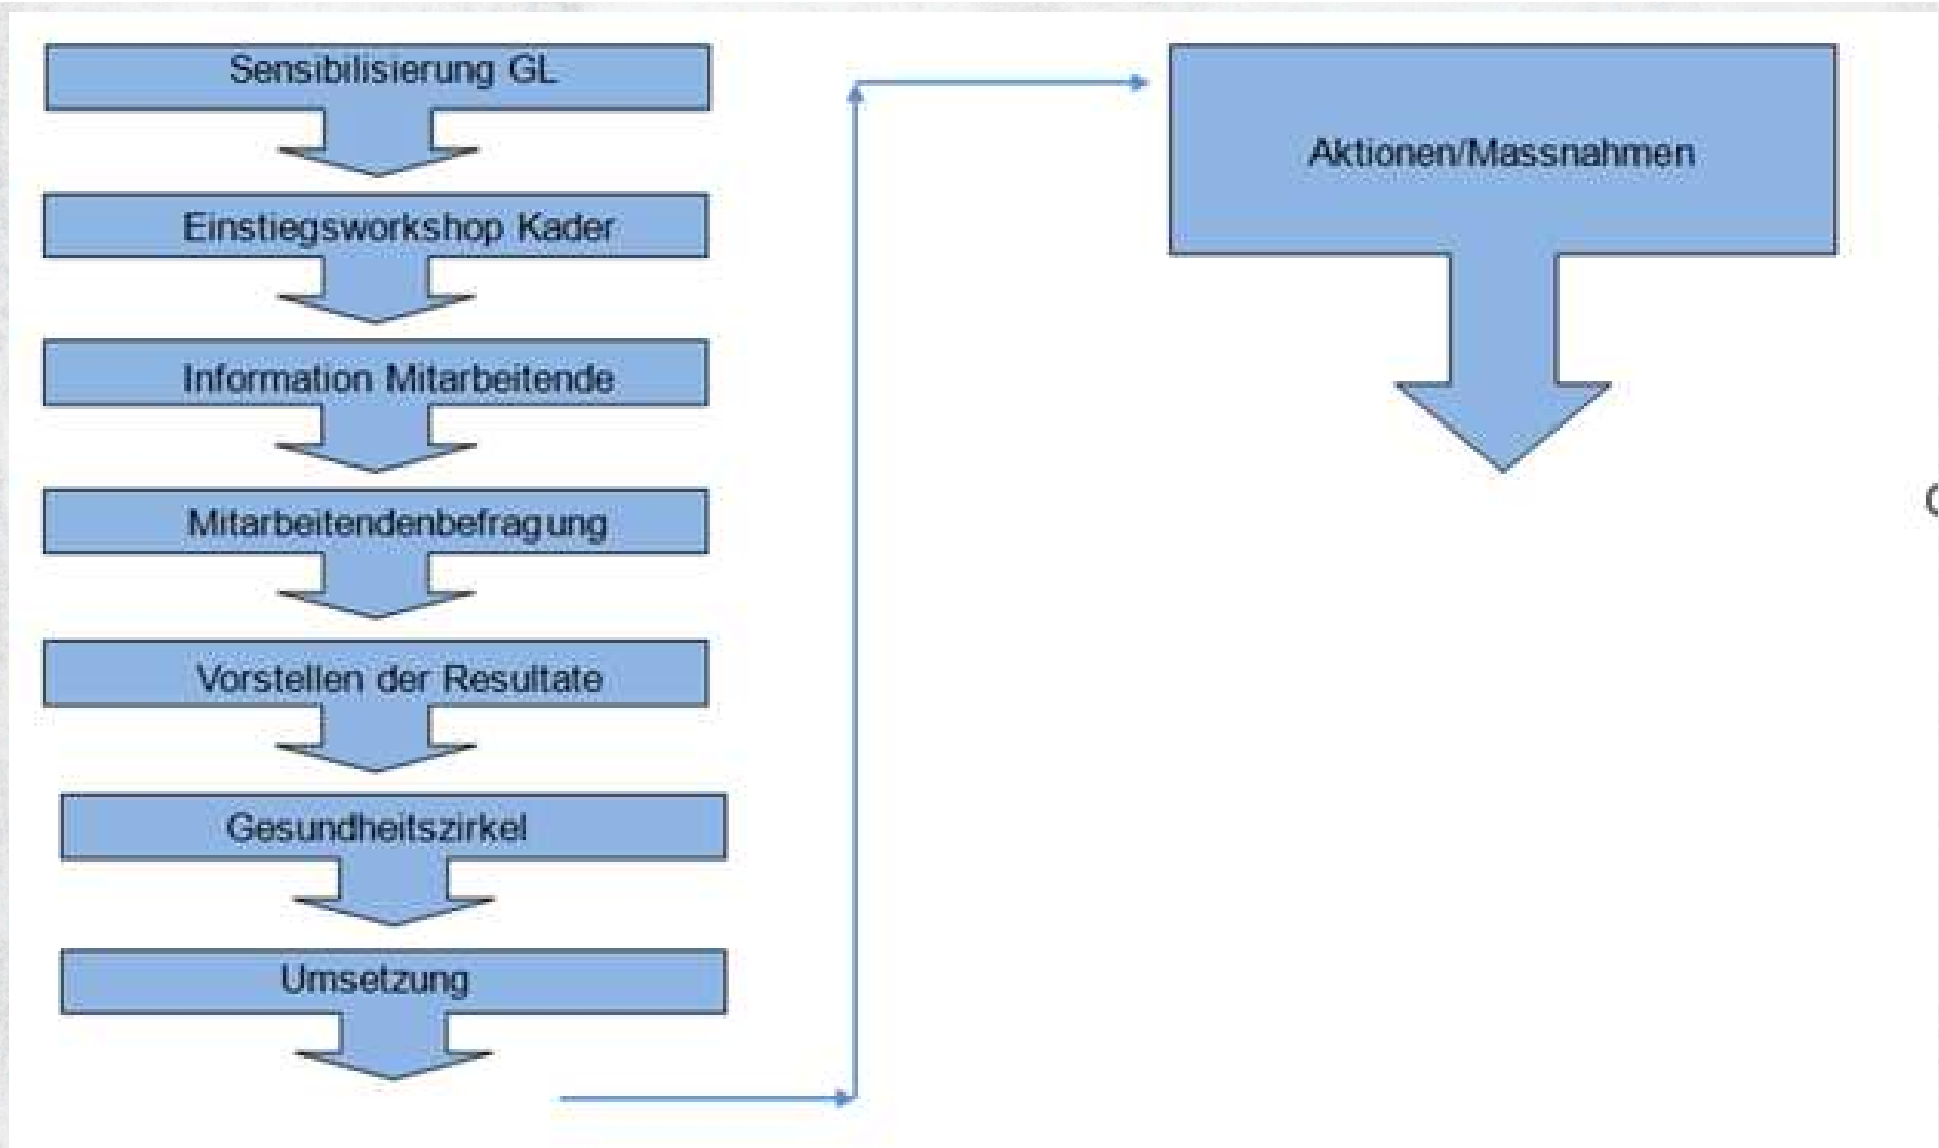 Sensibilisierung GL
Einstiegsworkshop Kader
Information Mitarbeitende
Mitarbeitendenbefragung
Vorstellen der Resultate
Gesundheitszirkel
Umsetzung
Aktionen/Massnahmen